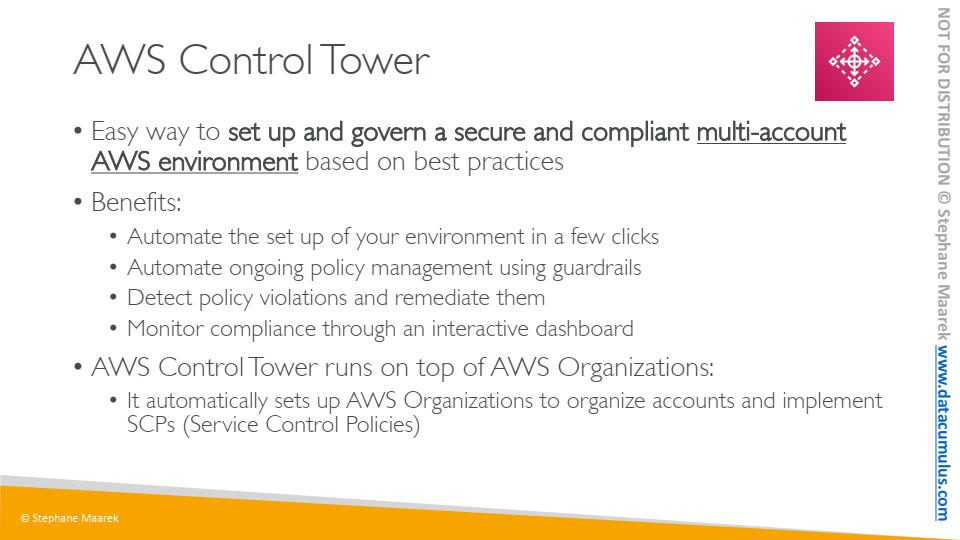 AWS Control Tower
• Easy way to set up and govern a secure and compliant multi-account
AWS environment based on best practices
• Benefits:
• Automate the set up of your environment in a few clicks
• Automate ongoing policy management using guardrails
• Detect policy violations and remediate them
• Monitor compliance through an interactive dashboard
• AWS Control Tower runs on top of AWS Organizations:
• It automatically sets up AWS Organizations to organize accounts and implement
SCPs (Service Control Policies)
© Stephane Maarek
NOT FOR DISTRIBUTION © Stephane Maarek www.datacumulus.com